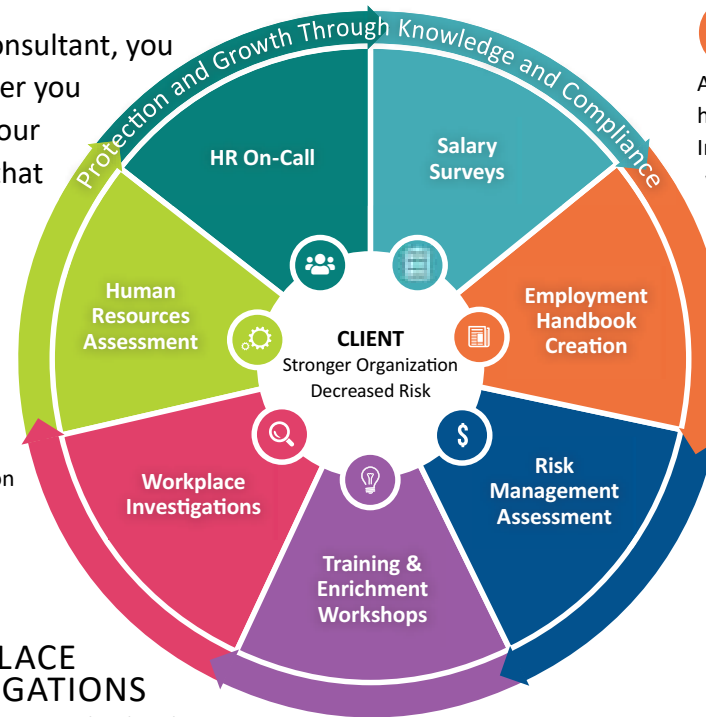 onsultant, you
er you
our
hat
Protection and Growth Through Knowledge and Compliance
HR On-Call
Salary
Surveys
Human
Resources
Assessment
Employment
Handbook
Creation
CLIENT
Stronger Organization
Decreased Risk
$
Workplace
Investigations
Risk
Management
Assessment
Training &
Enrichment
Workshops
on
LACE
GATIONS
A
h
I